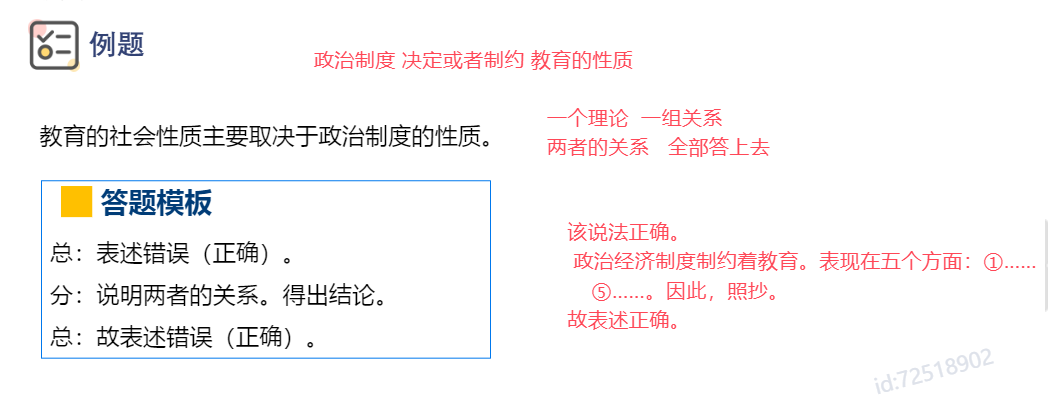 例题
政治制度 决定或者制约 教育的性质
一个理论 一组关系
教育的社会性质主要取决于政治制度的性质。
两者的关系 全部答上去
答题模板
总：表述错误（正确）。
分：说明两者的关系。得出结论。
总：故表述错误（正确）。
该说法正确。
政治经济制度制约着教育。表现在五个方面：①……
⑤……。因此，照抄。
故表述正确。
id:72518902